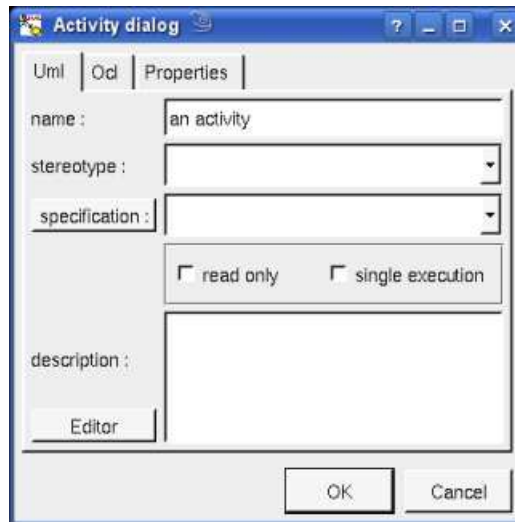 Activity dialog
?
Uml Ocl Properties
name : an activity
stereotype :
specification :
read only single execution
description :
Editor
OK Cancel